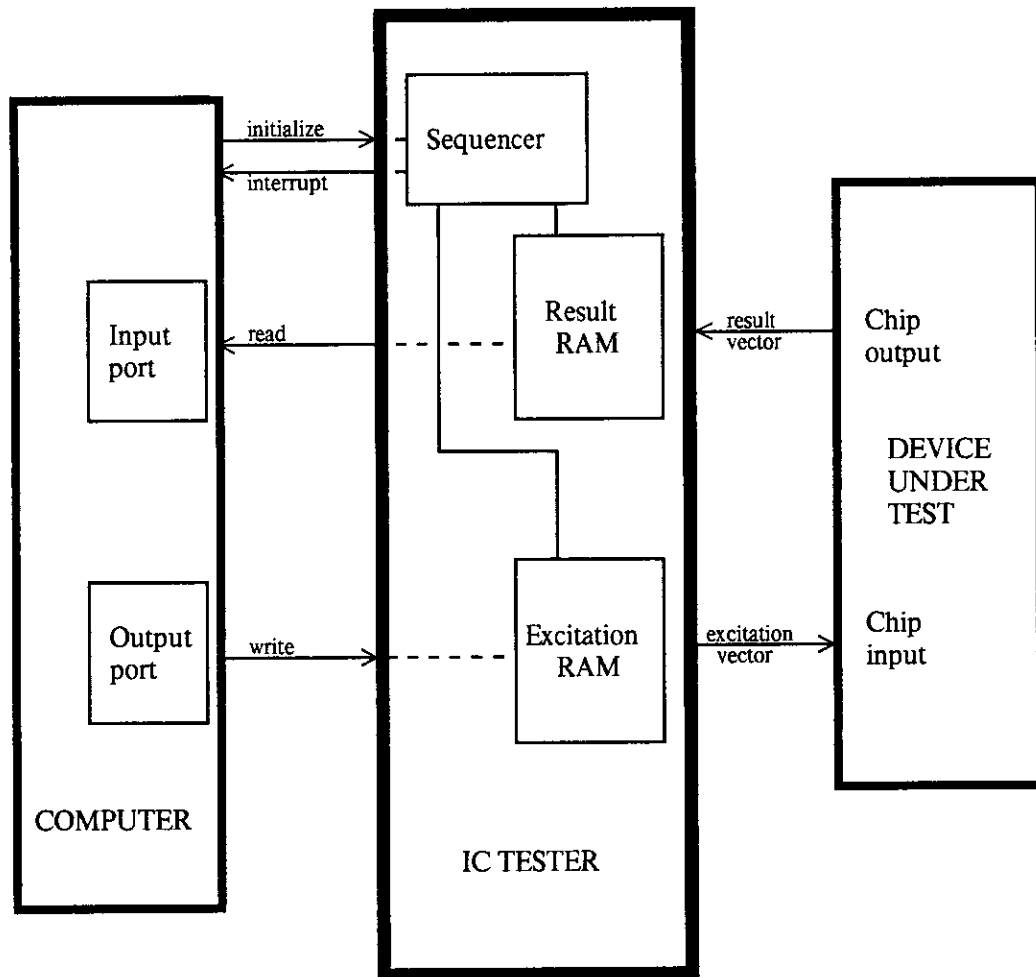 initialize
interrupt
Sequencer
Input
port
read
Result
RAM
result
vector
Chip
output
DEVICE
UNDER
TEST
Output
port
write
Excitation
RAM
excitation
vector
Chip
input
COMPUTER
IC TESTER